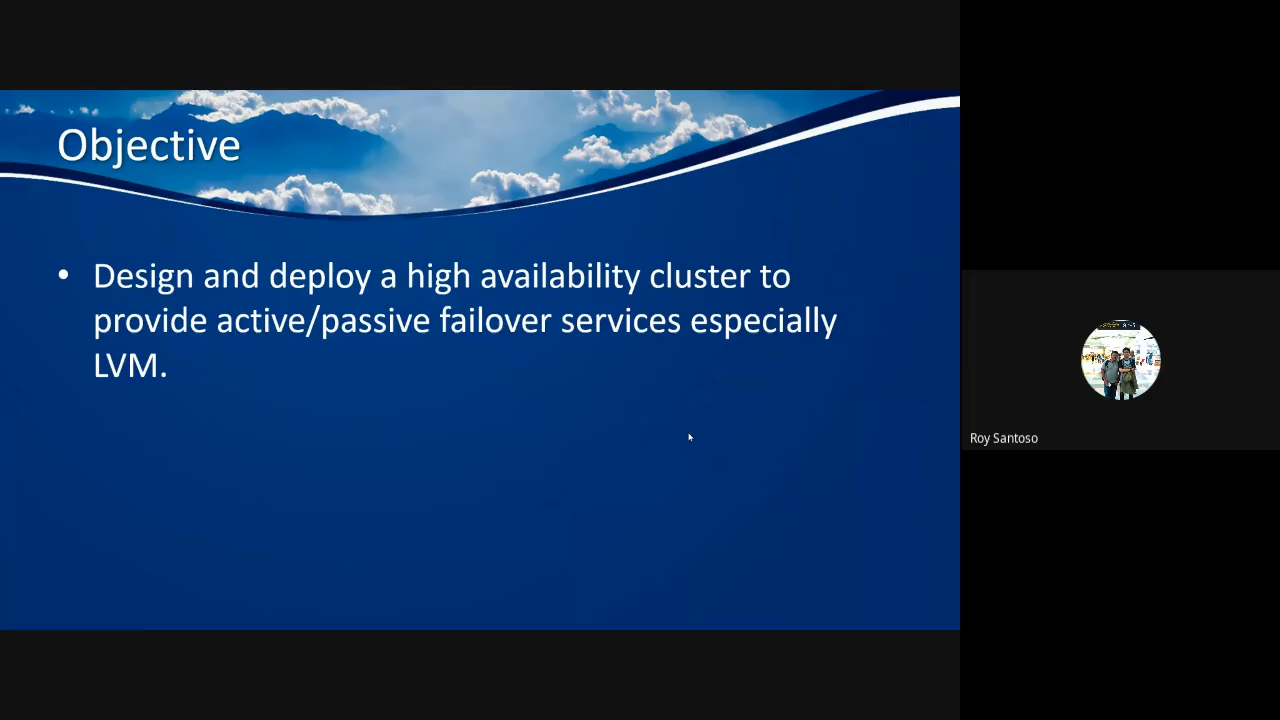 Objective
• Design and deploy a high availability cluster to
provide active/passive failover services especially
LVM.
Roy Santoso